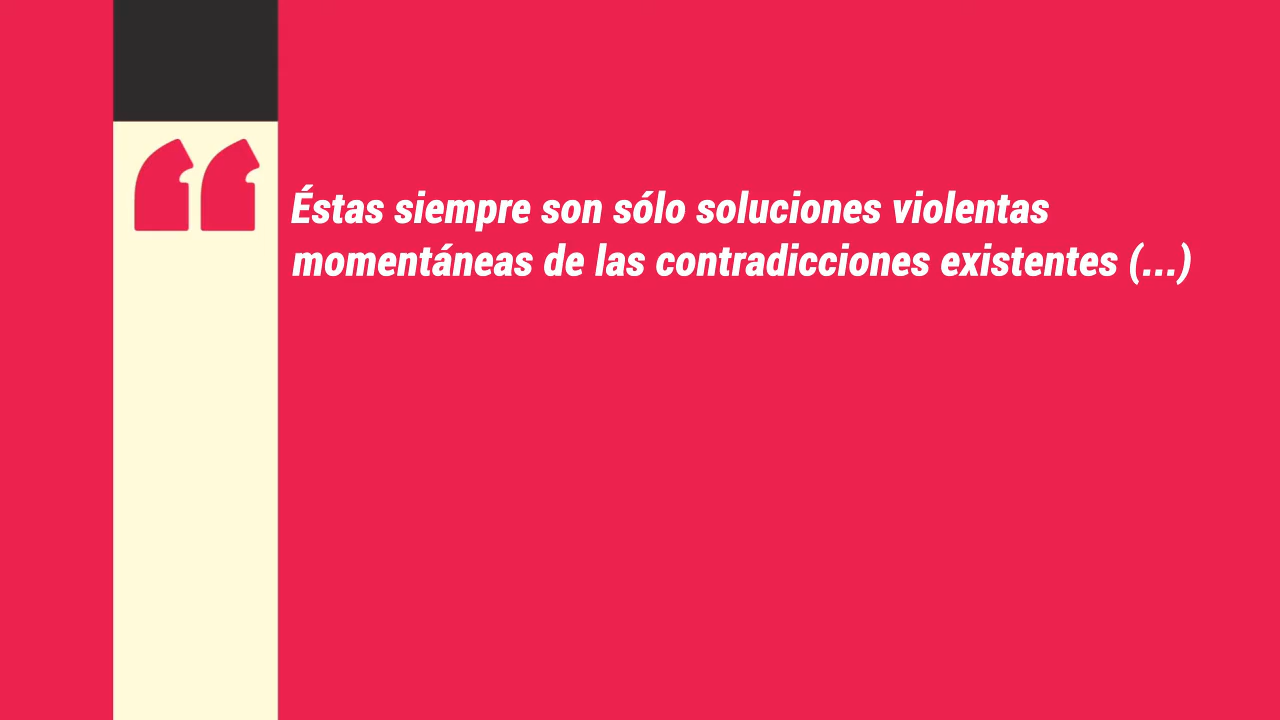 Éstas siempre son sólo soluciones violentas
momentáneas de las contradicciones existentes (...)